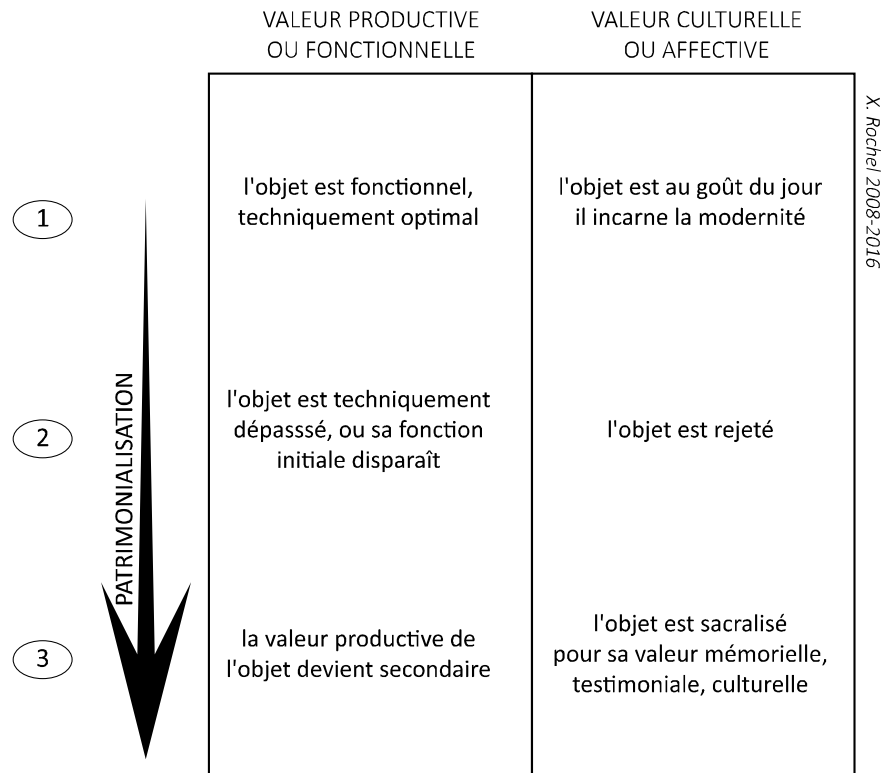 VALEUR PRODUCTIVE
OU FONCTIONNELLE
VALEUR CULTURELLE
OU AFFECTIVE
X. Rochel 2008-2016
PATRIMONIALISATION
1
l'objet est fonctionnel,
techniquement optimal
l'objet est au goût du jour
il incarne la modernité
2
l'objet est techniquement
dépasssé, ou sa fonction
initiale disparaît
l'objet est rejeté
3
la valeur productive de
l'objet devient secondaire
l'objet est sacralisé
pour sa valeur mémorielle,
testimoniale, culturelle